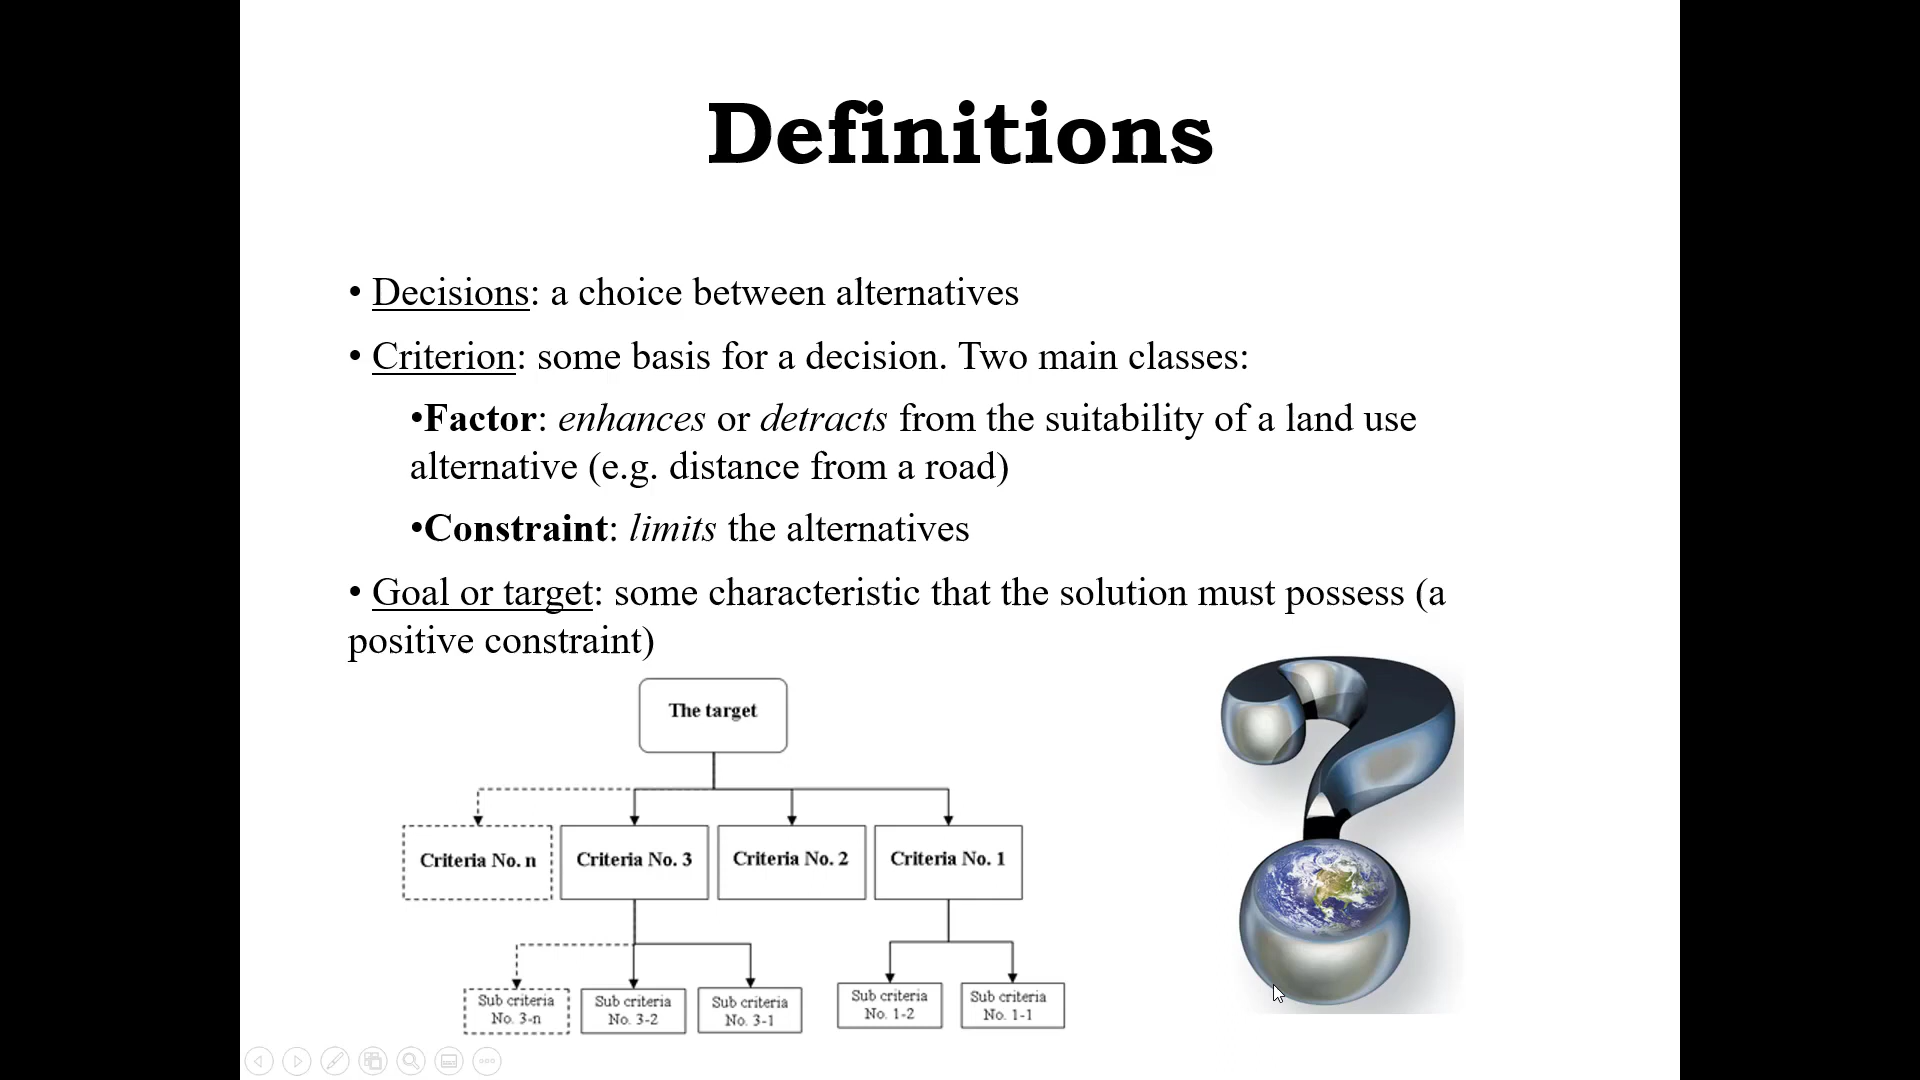 Definitions
• Decisions: a choice between alternatives
• Criterion: some basis for a decision. Two main classes:
•Factor: enhances or detracts from the suitability of a land use
alternative (e.g. distance from a road)
•Constraint: limits the alternatives
• Goal or target: some characteristic that the solution must possess (a
positive constraint)
The target
Criteria No. n
Criteria No. 3
Criteria No. 2
Criteria No. 1
Sub criteria
No. 3-n
Sub criteria
No. 3-2
Sub criteria
No. 3-1
Sub criteria
No. 1-2
Sub criteria
No. 1-1